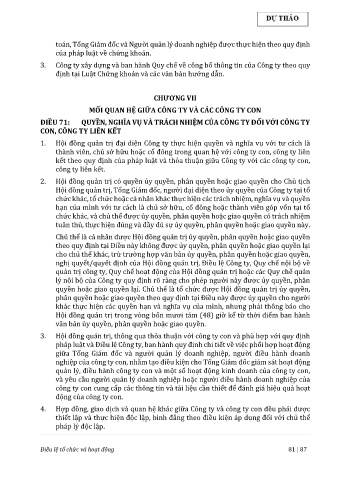 DỰ THẢO
toán, Tổng Giám đốc và Người quản lý doanh nghiệp được thực hiện theo quy định
của pháp luật về chứng khoán.
3. Công ty xây dựng và ban hành Quy chế về công bố thông tin của Công ty theo quy
định tại Luật Chứng khoán và các văn bản hướng dẫn.
CHƯƠNG VII
MỐI QUAN HỆ GIỮA CÔNG TY VÀ CÁC CÔNG TY CON
ĐIỀU 71: QUYỀN, NGHĨA VỤ VÀ TRÁCH NHIỆM CỦA CÔNG TY ĐỐI VỚI CÔNG TY
CON, CÔNG TY LIÊN KẾT
1. Hội đồng quản trị đại diện Công ty thực hiện quyền và nghĩa vụ với tư cách là
thành viên, chủ sở hữu hoặc cổ đông trong quan hệ với công ty con, công ty liên
kết theo quy định của pháp luật và thỏa thuận giữa Công ty với các công ty con,
công ty liên kết.
2. Hội đồng quản trị có quyền ủy quyền, phân quyền hoặc giao quyền cho Chủ tịch
Hội đồng quản trị, Tổng Giám đốc, người đại diện theo ủy quyền của Công ty tại tổ
chức khác, tổ chức hoặc cá nhân khác thực hiện các trách nhiệm, nghĩa vụ và quyền
hạn của mình với tư cách là chủ sở hữu, cổ đông hoặc thành viên góp vốn tại tổ
chức khác, và chủ thể được ủy quyền, phân quyền hoặc giao quyền có trách nhiệm
tuân thủ, thực hiện đúng và đầy đủ sự ủy quyền, phân quyền hoặc giao quyền này.
Chủ thể là cá nhân được Hội đồng quản trị ủy quyền, phân quyền hoặc giao quyền
theo quy định tại Điều này không được ủy quyền, phân quyền hoặc giao quyền lại
cho chủ thể khác, trừ trường hợp văn bản ủy quyền, phân quyền hoặc giao quyền,
nghị quyết/quyết định của Hội đồng quản trị, Điều lệ Công ty, Quy chế nội bộ về
quản trị công ty, Quy chế hoạt động của Hội đồng quản trị hoặc các Quy chế quản
lý nội bộ của Công ty quy định rõ ràng cho phép người này được ủy quyền, phân
quyền hoặc giao quyền lại. Chủ thể là tổ chức được Hội đồng quản trị ủy quyền,
phân quyền hoặc giao quyền theo quy định tại Điều này được ủy quyền cho người
khác thực hiện các quyền hạn và nghĩa vụ của mình, nhưng phải thông báo cho
Hội đồng quản trị trong vòng bốn mươi tám (48) giờ kể từ thời điểm ban hành
văn bản ủy quyền, phân quyền hoặc giao quyền.
3. Hội đồng quản trị, thông qua thỏa thuận với công ty con và phù hợp với quy định
pháp luật và Điều lệ Công ty, ban hành quy định chi tiết về việc phối hợp hoạt động
giữa Tổng Giám đốc và người quản lý doanh nghiệp, người điều hành doanh
nghiệp của công ty con, nhằm tạo điều kiện cho Tổng Giám đốc giám sát hoạt động
quản lý, điều hành công ty con và một số hoạt động kinh doanh của công ty con,
và yêu cầu người quản lý doanh nghiệp hoặc người điều hành doanh nghiệp của
công ty con cung cấp các thông tin và tài liệu cần thiết để đánh giá hiệu quả hoạt
động của công ty con.
4. Hợp đồng, giao dịch và quan hệ khác giữa Công ty và công ty con đều phải được
thiết lập và thực hiện độc lập, bình đẳng theo điều kiện áp dụng đối với chủ thể
pháp lý độc lập.
Điều lệ tổ chức và hoạt động 81 | 87